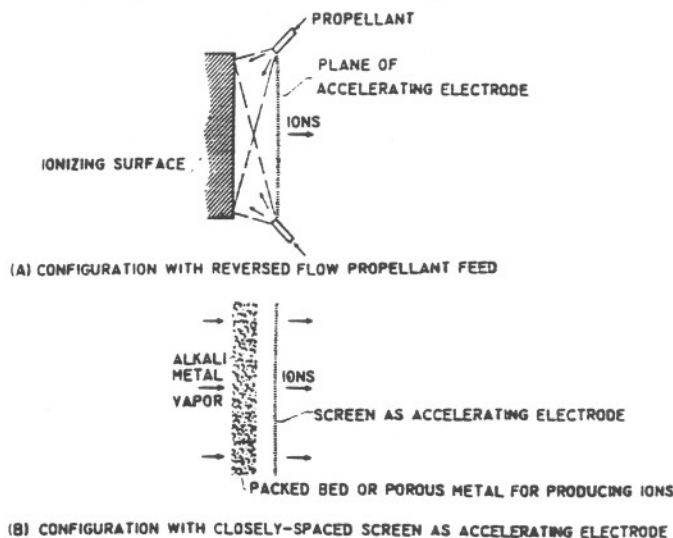 PROPELLANT
PLANE OF
ACCELERATING ELECTRODE
IONS
IONIZING SURFACE
(A) CONFIGURATION WITH REVERSED FLOW PROPELLANT FEED
ALKALI
METAL
VAPOR
IONS
SCREEN AS ACCELERATING ELECTRODE
PACKED BED OR POROUS METAL FOR PRODUCING IONS
(B) CONFIGURATION WITH CLOSELY-SPACED SCREEN AS ACCELERATING ELECTRODE